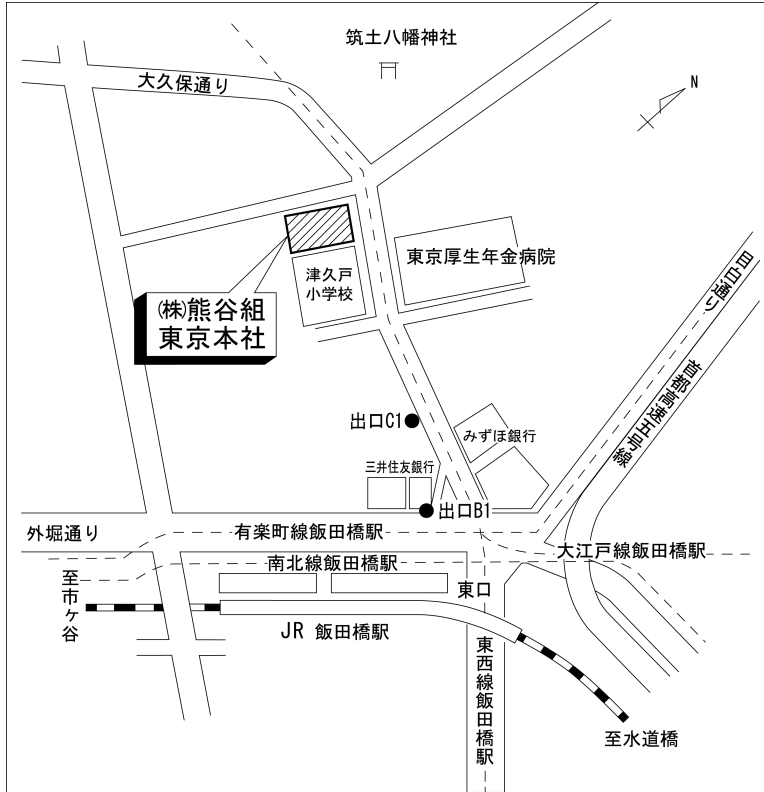 筑土八幡神社
大久保通り
N
東京厚生年金病院
津久戸
小学校
㈱熊谷組
東京本社
目白通り
首都高速五号線
出口C1
みずほ銀行
三井住友銀行
出口B1
外堀通り
有楽町線飯田橋駅
大江戸線飯田橋駅
南北線飯田橋駅
至市ヶ谷
東口
JR 飯田橋駅
東西線飯田橋駅
至水道橋